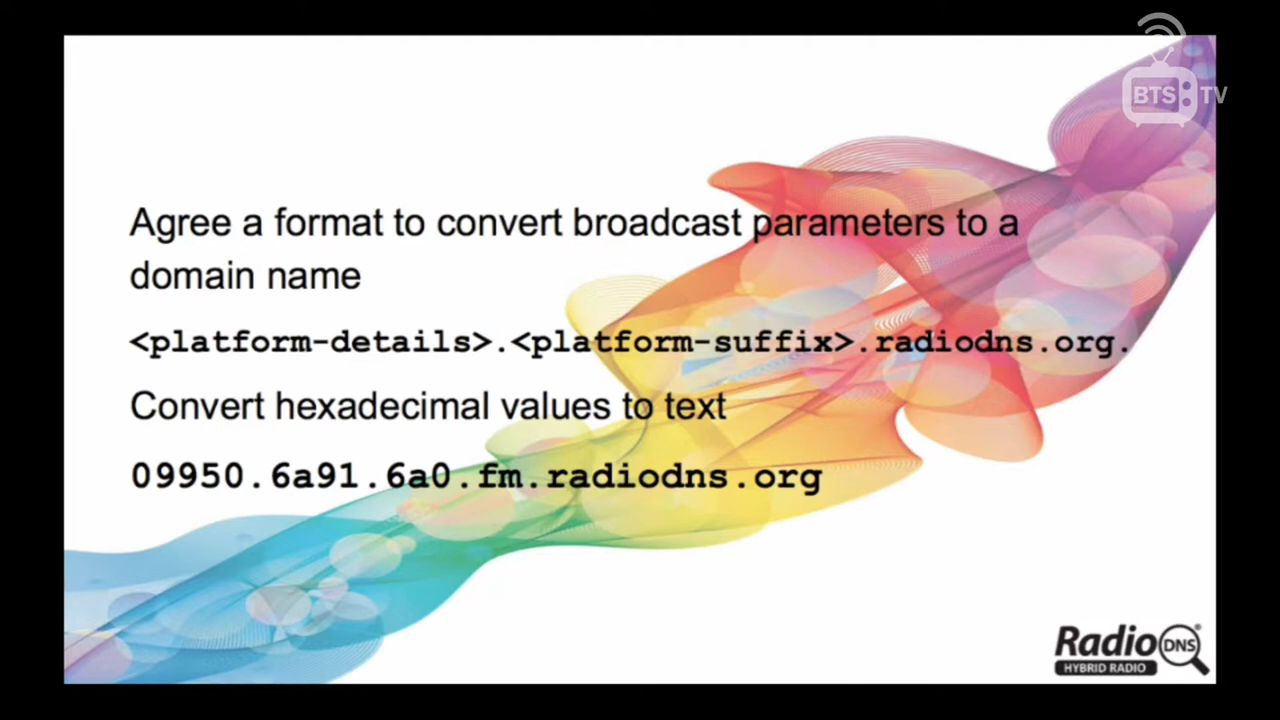 BTS TV
Agree a format to convert broadcast parameters to a
domain name
<platform-details>.<platform-suffix>.radiodns.org.
Convert hexadecimal values to text
09950.6a91.6a0.fm.radiodns.org
Radio DNS®
HYBRID RADIO